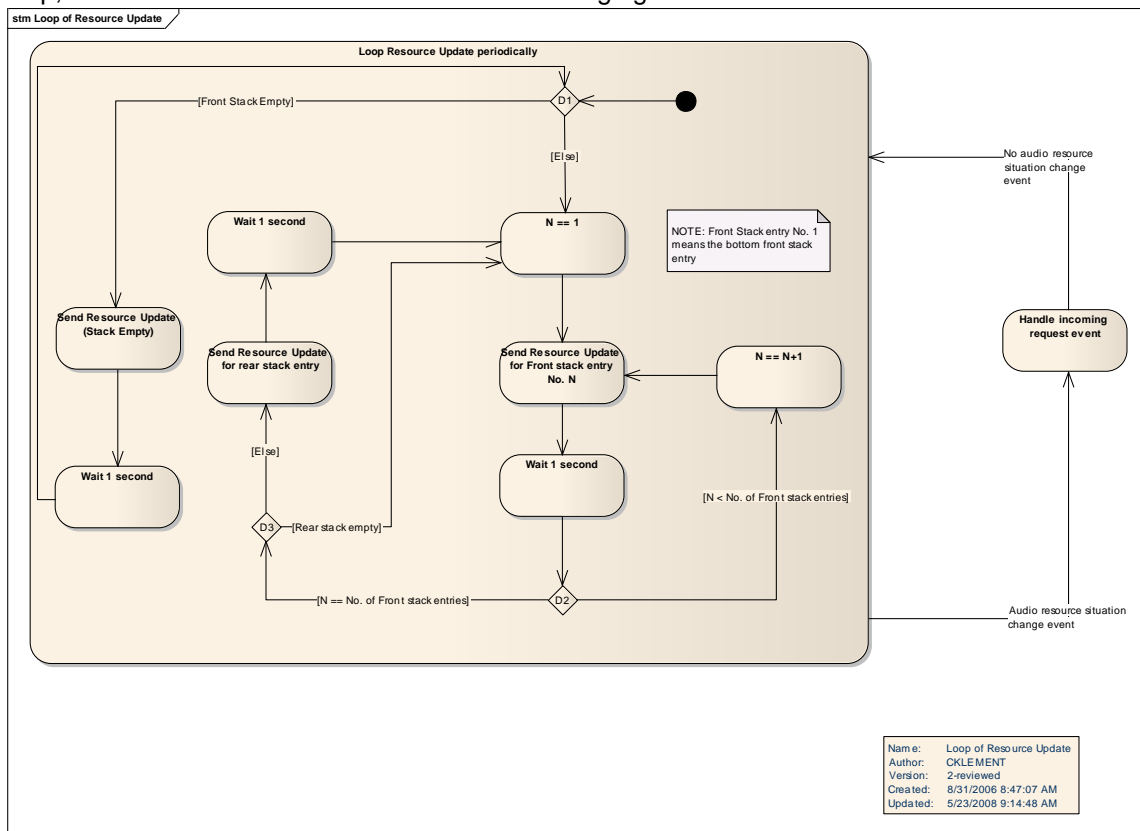 stm Loop of Resource Update
Loop Resource Update periodically
[Front Stack Empty]
D1
[Else]
No audio resource
situation change
event
Wait 1 second
N == 1
NOTE: Front Stack entry No. 1
means the bottom front stack
entry
Send Resource Update
(Stack Empty)
Handle incoming
request event
Send Resource Update
for rear stack entry
Send Resource Update
for Front stack entry
No. N
N == N+1
[Else]
Wait 1 second
Wait 1 second
[N < No. of Front stack entries]
D3
[Rear stack empty]
[N == No. of Front stack entries]
D2
Audio resource situation
change event
Name: Loop of Resource Update
Author: CKLEMENT
Version: 2-reviewed
Created: 8/31/2006 8:47:07 AM
Updated: 5/23/2008 9:14:48 AM